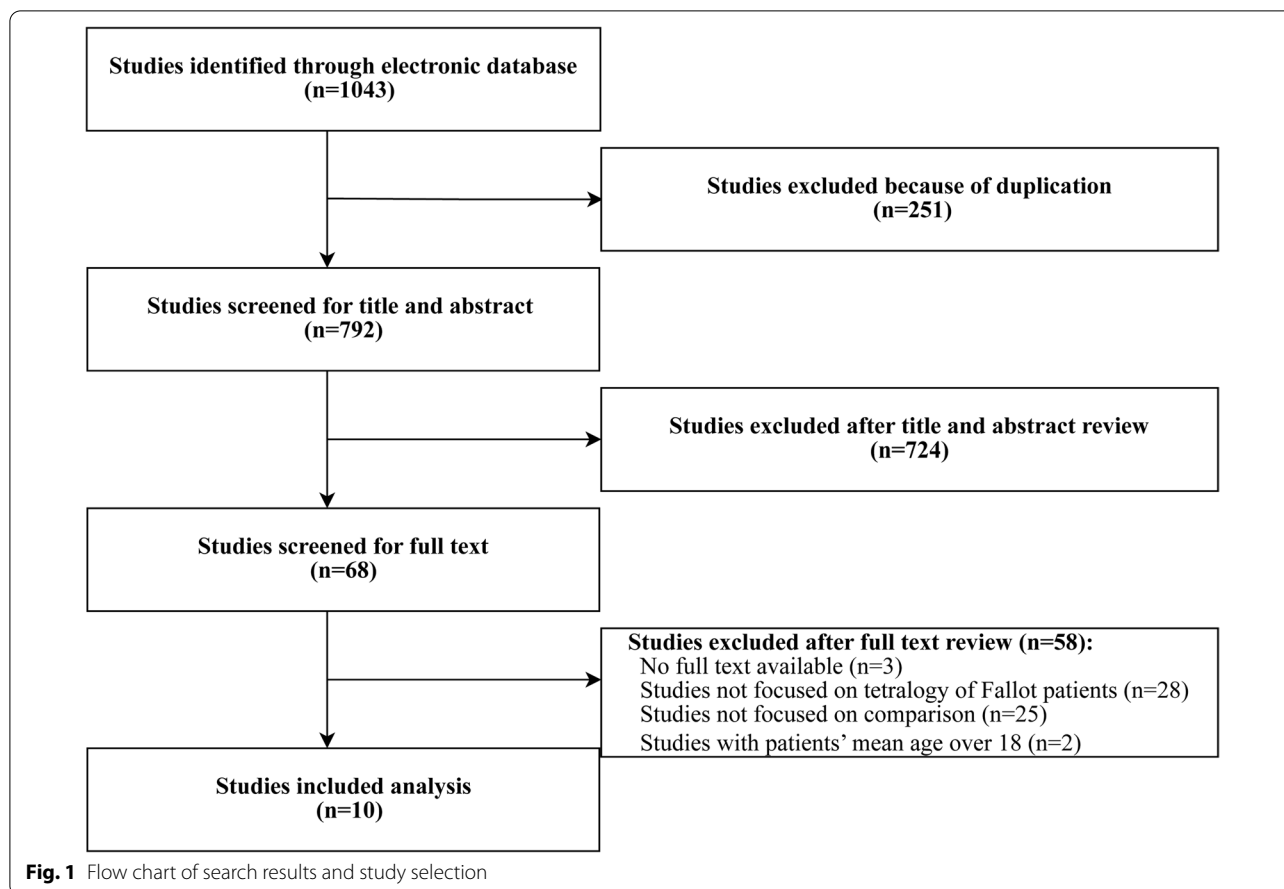 Studies identified through electronic database
(n=1043)
Studies excluded because of duplication
(n=251)
Studies screened for title and abstract
(n=792)
Studies excluded after title and abstract review
(n=724)
Studies screened for full text
(n=68)
Studies excluded after full text review (n=58):
No full text available (n=3)
Studies not focused on tetralogy of Fallot patients (n=28)
Studies not focused on comparison (n=25)
Studies with patients’ mean age over 18 (n=2)
Studies included analysis
(n=10)
Fig. 1 Flow chart of search results and study selection